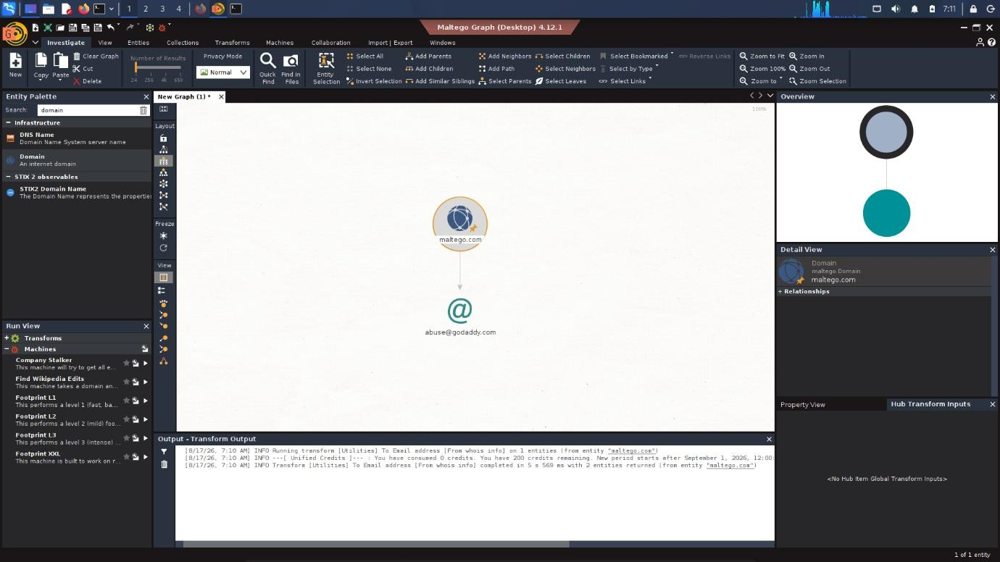 1 2 3 4 7:11
Maltego Graph (Desktop) 4.12.1
Investigate View Entities Collections Transforms Machines Collaboration Import | Export Windows
New
Copy Paste
Clear Graph
Cut
Delete
Number of Results
24 256 4k 65k
Privacy Mode
Normal
Quick Find
Find in Files
Entity Selection
Select All
Select None
Invert Selection
Add Parents
Add Children
Add Similar Siblings
Add Neighbors
Add Path
Select Parents
Select Children
Select Neighbors
Select Leaves
Select Bookmarked
Select by Type
Select Links
Reverse Links
Zoom to Fit
Zoom 100%
Zoom to
Zoom In
Zoom Out
Zoom Selection
Entity Palette
Search: domain
Infrastructure
DNS Name
Domain Name System server name
Domain
An internet domain
STIX 2 observables
STIX2 Domain Name
The Domain Name represents the propertie
Run View
Transforms
Machines
Company Stalker
This machine will try to get all e...
Find Wikipedia Edits
This machine takes a domain an...
Footprint L1
This performs a level 1 (fast, ba...
Footprint L2
This performs a level 2 (mild) foo...
Footprint L3
This performs a level 3 (intense) ...
Footprint XXL
This machine is built to work on r...
New Graph (1) *
Layout
Freeze
View
100%
maltego.com
@
abuse@godaddy.com
Output - Transform Output
[8/17/26, 7:10 AM] INFO Running transform [Utilities] To Email address [From whois info] on 1 entities (from entity "maltego.com")
[8/17/26, 7:10 AM] INFO ---[ Unified Credits ]--- : You have consumed 0 credits. You have 200 credits remaining. New period starts after September 1, 2026, 12:00:
[8/17/26, 7:10 AM] INFO Transform [Utilities] To Email address [From whois info] completed in 5 s 569 ms with 2 entities returned (from entity "maltego.com")
Overview
Detail View
Domain
maltego.Domain
maltego.com
+ Relationships
Property View Hub Transform Inputs
<No Hub Item Global Transform Inputs>
1 of 1 entity